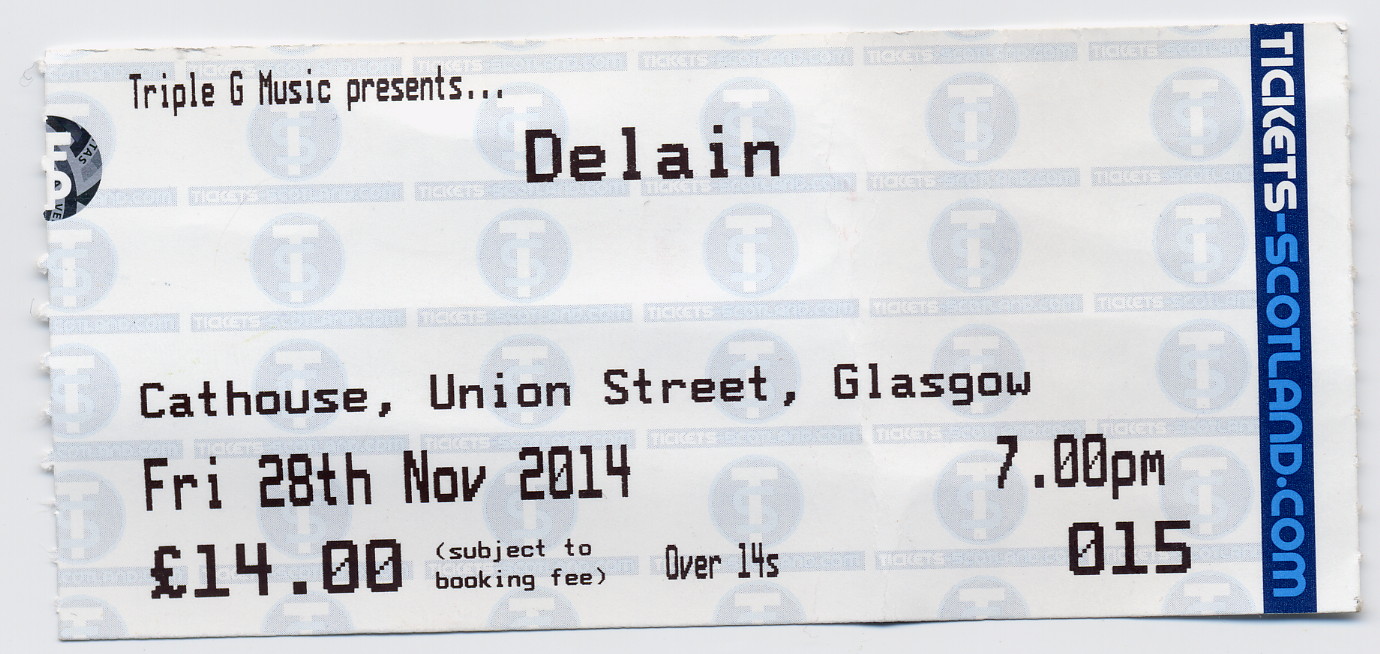 Triple G Music presents...
Delain
Cathouse, Union Street, Glasgow
Fri 28th Nov 2014
7.00pm
£14.00
(subject to
booking fee)
Over 14s
015
TICKETS-SCOTLAND.COM